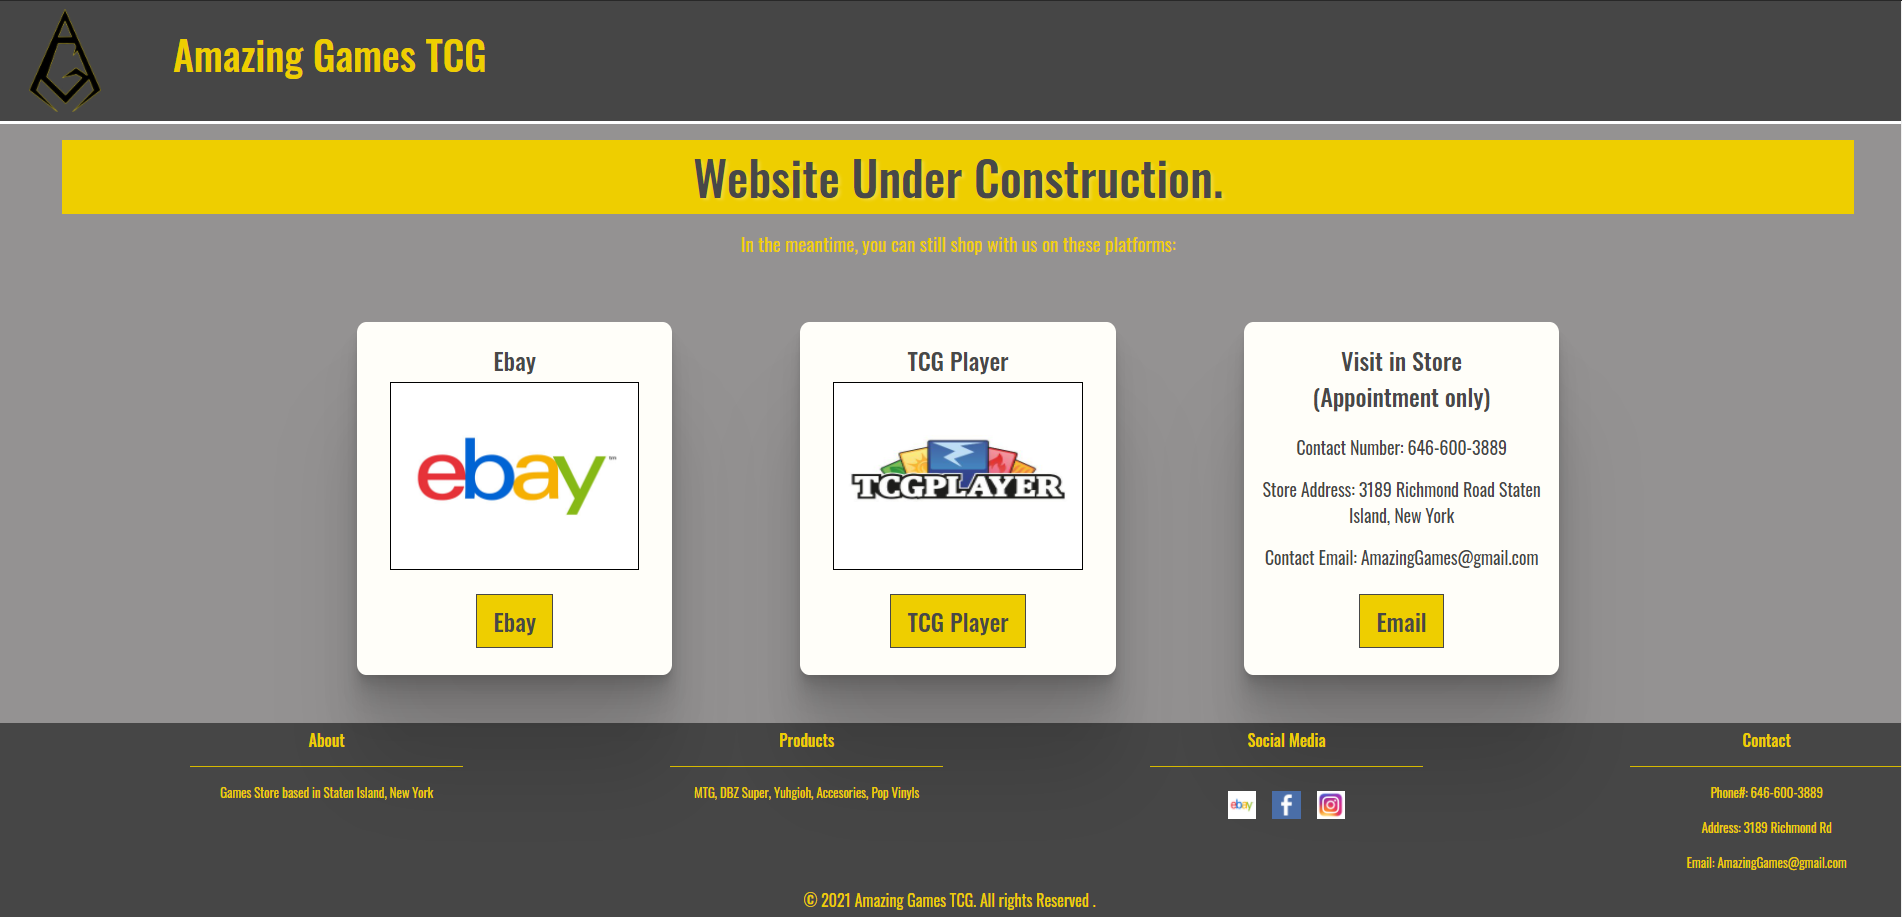 Amazing Games TCG
Website Under Construction.
In the meantime, you can still shop with us on these platforms:
Ebay
ebay™
Ebay
TCG Player
TCGPLAYER
TCG Player
Visit in Store
(Appointment only)
Contact Number: 646-600-3889
Store Address: 3189 Richmond Road Staten
Island, New York
Contact Email: AmazingGames@gmail.com
Email
About
Games Store based in Staten Island, New York
Products
MTG, DBZ Super, Yuhgioh, Accesories, Pop Vinyls
Social Media
ebay
f
Contact
Phone#: 646-600-3889
Address: 3189 Richmond Rd
Email: AmazingGames@gmail.com
© 2021 Amazing Games TCG. All rights Reserved .